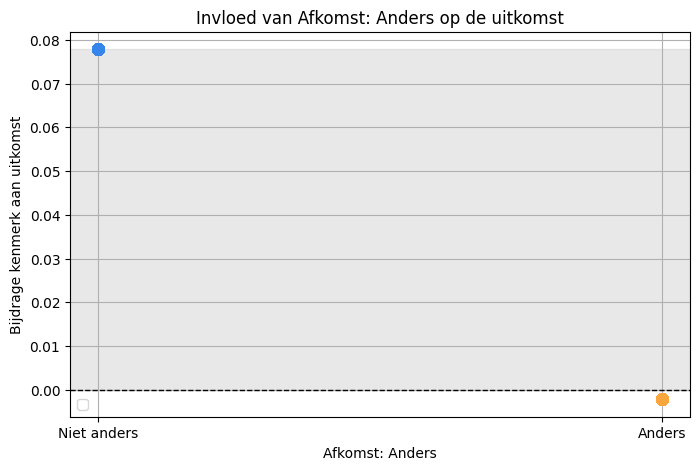 Invloed van Afkomst: Anders op de uitkomst
Bijdrage kenmerk aan uitkomst
0.08
0.07
0.06
0.05
0.04
0.03
0.02
0.01
0.00
Niet anders
Anders
Afkomst: Anders